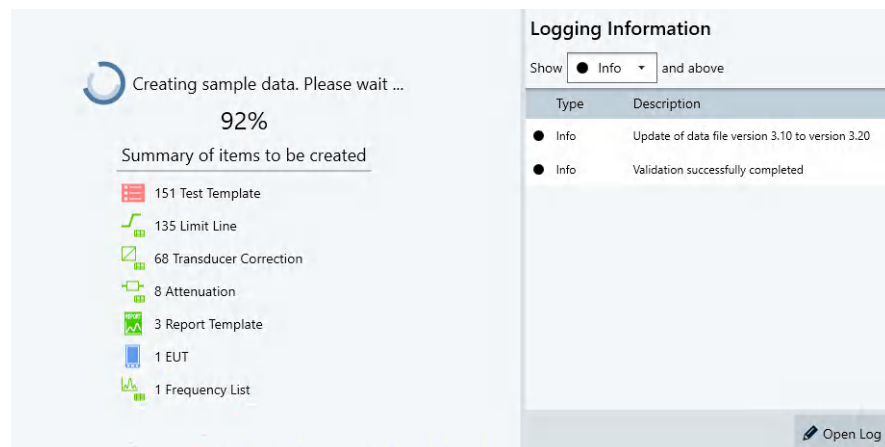 Creating sample data. Please wait ...
92%
Summary of items to be created
151 Test Template
135 Limit Line
68 Transducer Correction
8 Attenuation
REPORT
3 Report Template
1 EUT
1 Frequency List
Logging Information
Show Info and above
Type Description
Info Update of data file version 3.10 to version 3.20
Info Validation successfully completed
Open Log